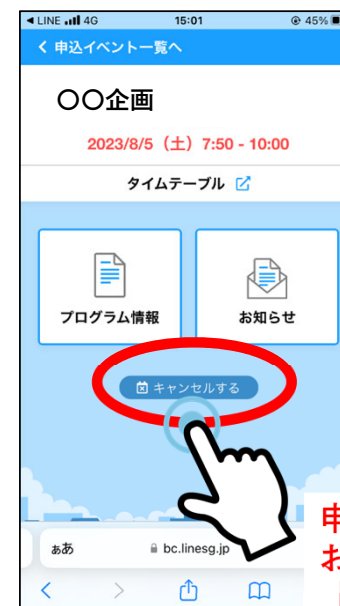 LINE 4G 15:01 45%
申込イベント一覧へ
〇〇企画
2023/8/5（土）7:50 - 10:00
タイムテーブル
プログラム情報 お知らせ
キャンセルする
申
お
ああ bc.linesg.jp